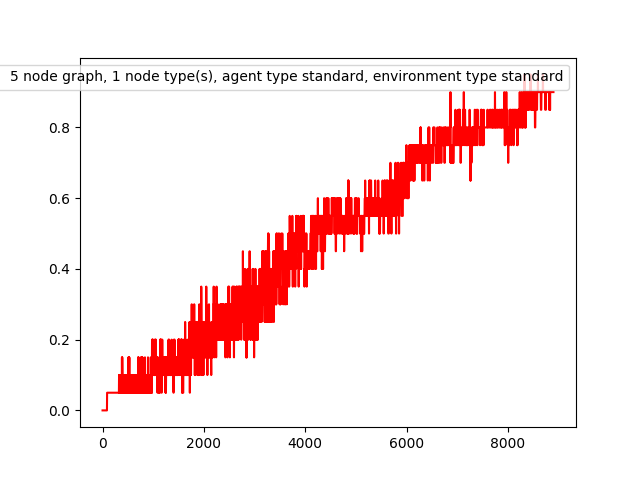 5 node graph, 1 node type(s), agent type standard, environment type standard
0.8
0.6
0.4
0.2
0.0
0 2000 4000 6000 8000